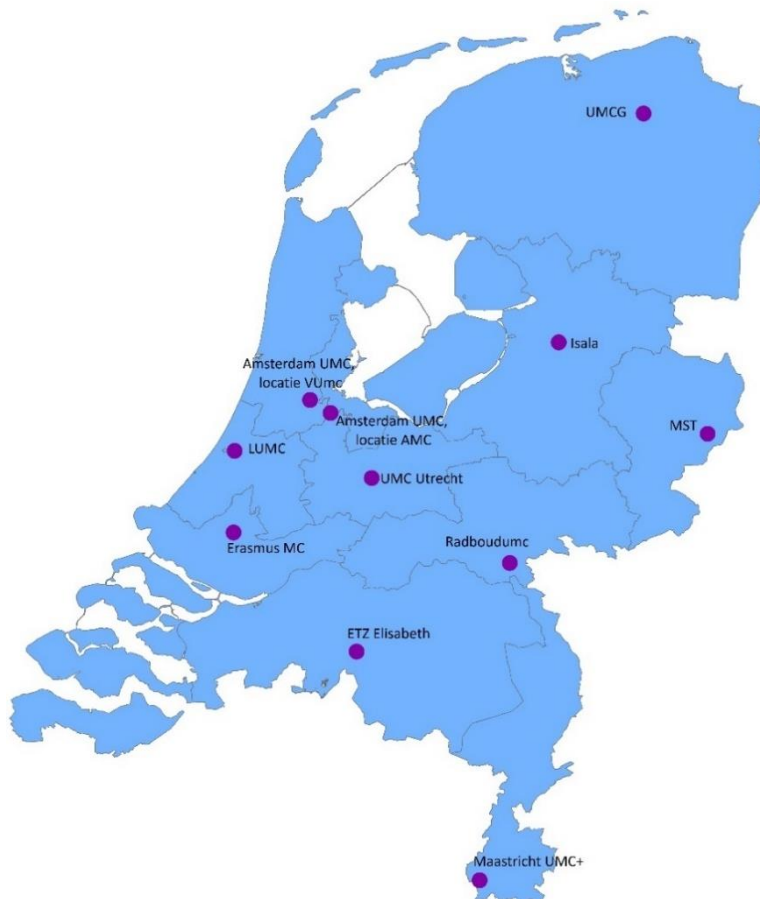 UMCG
Isala
Amsterdam UMC,
locatie VUmc
Amsterdam UMC,
locatie AMC
MST
LUMC
UMC Utrecht
Erasmus MC
Radboudumc
ETZ Elisabeth
Maastricht UMC+